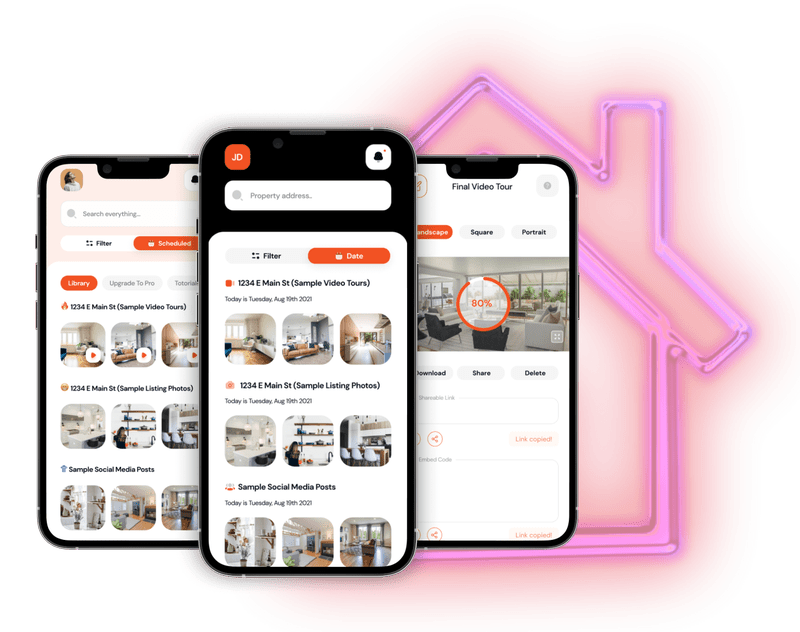 Search everything...
Filter
Scheduled
Library
Upgrade To Pro
Tutorial
1234 E Main St (Sample Video Tours)
1234 E Main St (Sample Listing Photos)
Sample Social Media Posts
JD
Property address..
Filter
Date
1234 E Main St (Sample Video Tours)
Today is Tuesday, Aug 19th 2021
1234 E Main St (Sample Listing Photos)
Today is Tuesday, Aug 19th 2021
Sample Social Media Posts
Today is Tuesday, Aug 19th 2021
Final Video Tour
?
andscape
Square
Portrait
80%
ownload
Share
Delete
Shareable Link
Link copied!
Embed Code
Link copied!